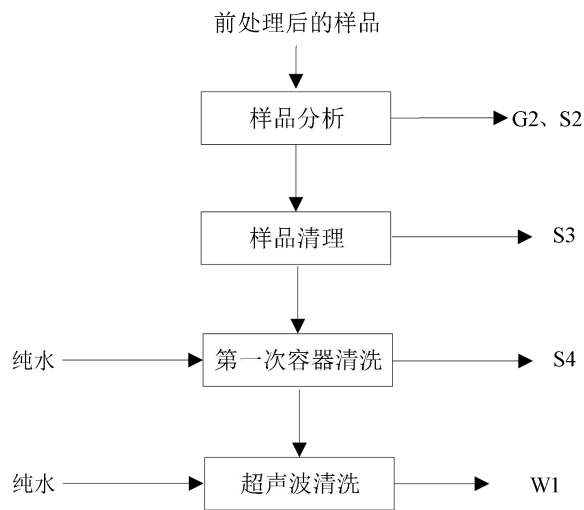 前处理后的样品
样品分析
G2、S2
样品清理
S3
纯水
第一次容器清洗
S4
纯水
超声波清洗
W1